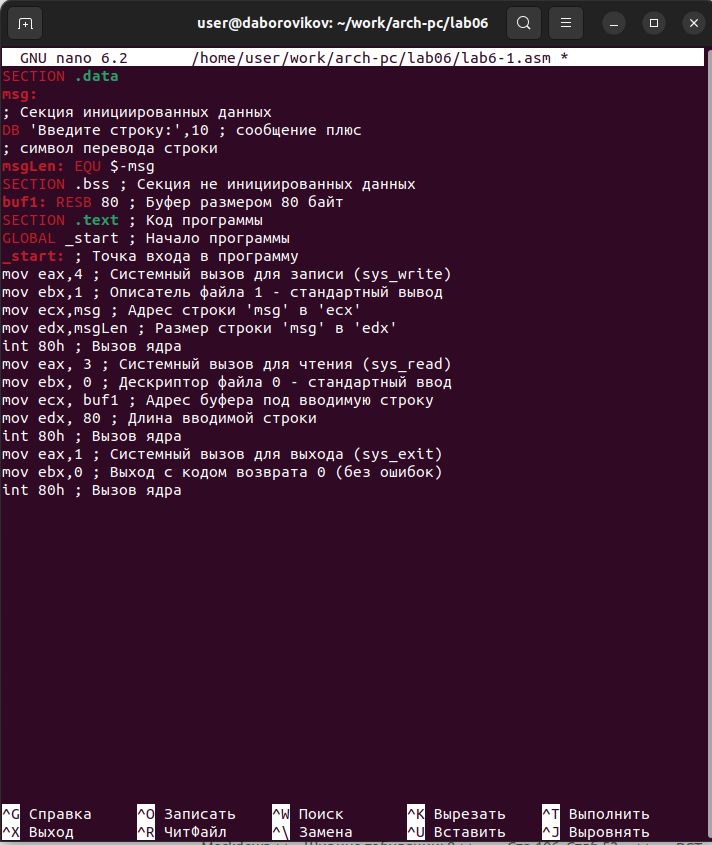 user@daborovikov: ~/work/arch-pc/lab06
GNU nano 6.2 /home/user/work/arch-pc/lab06/lab6-1.asm *
SECTION .data
msg:
; Секция инициированных данных
DB 'Введите строку:',10 ; сообщение плюс
; символ перевода строки
msgLen: EQU $-msg
SECTION .bss ; Секция не инициированных данных
buf1: RESB 80 ; Буфер размером 80 байт
SECTION .text ; Код программы
GLOBAL _start ; Начало программы
_start: ; Точка входа в программу
mov eax,4 ; Системный вызов для записи (sys_write)
mov ebx,1 ; Описатель файла 1 - стандартный вывод
mov ecx,msg ; Адрес строки 'msg' в 'ecx'
mov edx,msgLen ; Размер строки 'msg' в 'edx'
int 80h ; Вызов ядра
mov eax, 3 ; Системный вызов для чтения (sys_read)
mov ebx, 0 ; Дескриптор файла 0 - стандартный ввод
mov ecx, buf1 ; Адрес буфера под вводимую строку
mov edx, 80 ; Длина вводимой строки
int 80h ; Вызов ядра
mov eax,1 ; Системный вызов для выхода (sys_exit)
mov ebx,0 ; Выход с кодом возврата 0 (без ошибок)
int 80h ; Вызов ядра
^G Справка ^O Записать ^W Поиск ^K Вырезать ^T Выполнить
^X Выход ^R ЧитФайл ^\ Замена ^U Вставить ^J Выровнять